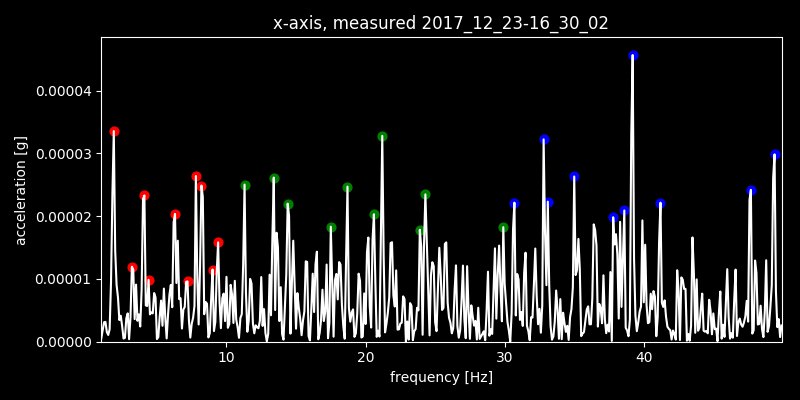 x-axis, measured 2017_12_23-16_30_02
acceleration [g]
0.00004
0.00003
0.00002
0.00001
0.00000
10 20 30 40
frequency [Hz]